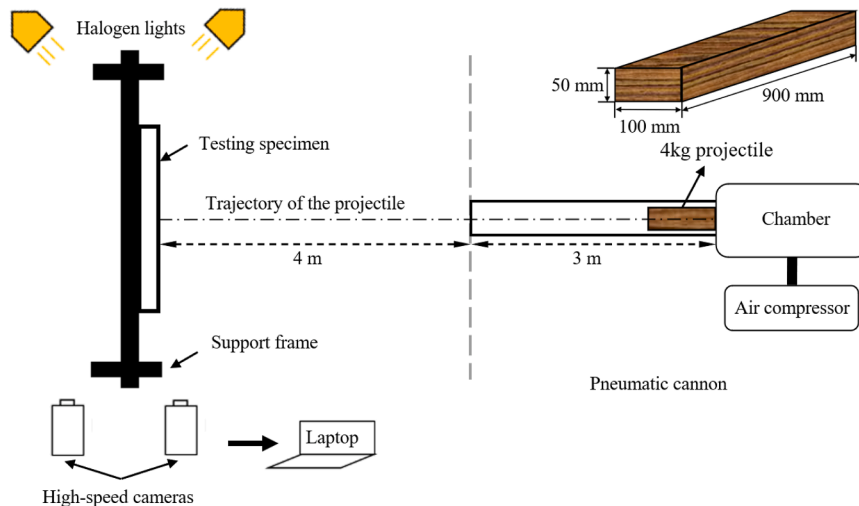 Halogen lights
50 mm
900 mm
100 mm
Testing specimen
4kg projectile
Trajectory of the projectile
Chamber
4 m
3 m
Air compressor
Support frame
Pneumatic cannon
Laptop
High-speed cameras